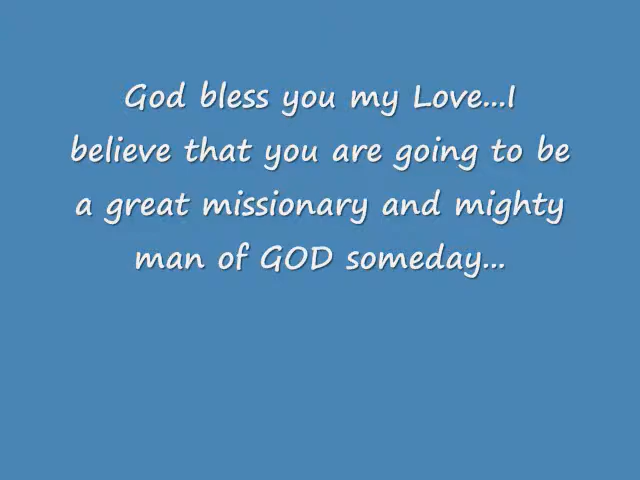 God bless you my Love...I
believe that you are going to be
a great missionary and mighty
man of GOD someday...